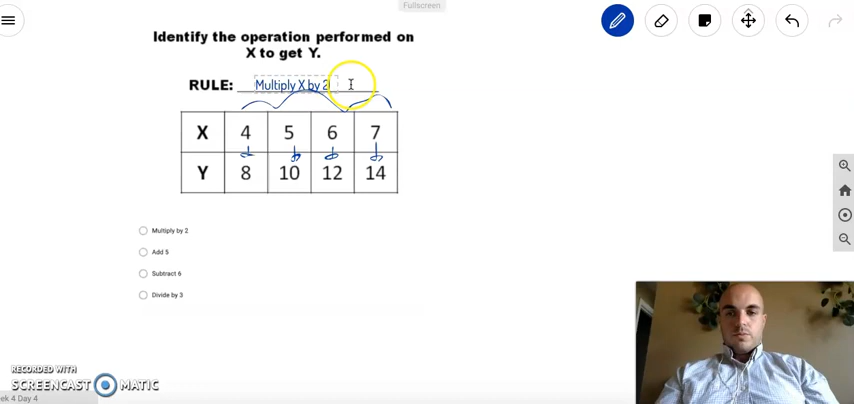 Fullscreen
Identify the operation performed on
X to get Y.
RULE: Multiply X by 2
X 4 5 6 7
Y 8 10 12 14
Multiply by 2
Add 5
Subtract 6
Divide by 3
RECORDED WITH
SCREENCAST MATIC
ek 4 Day 4